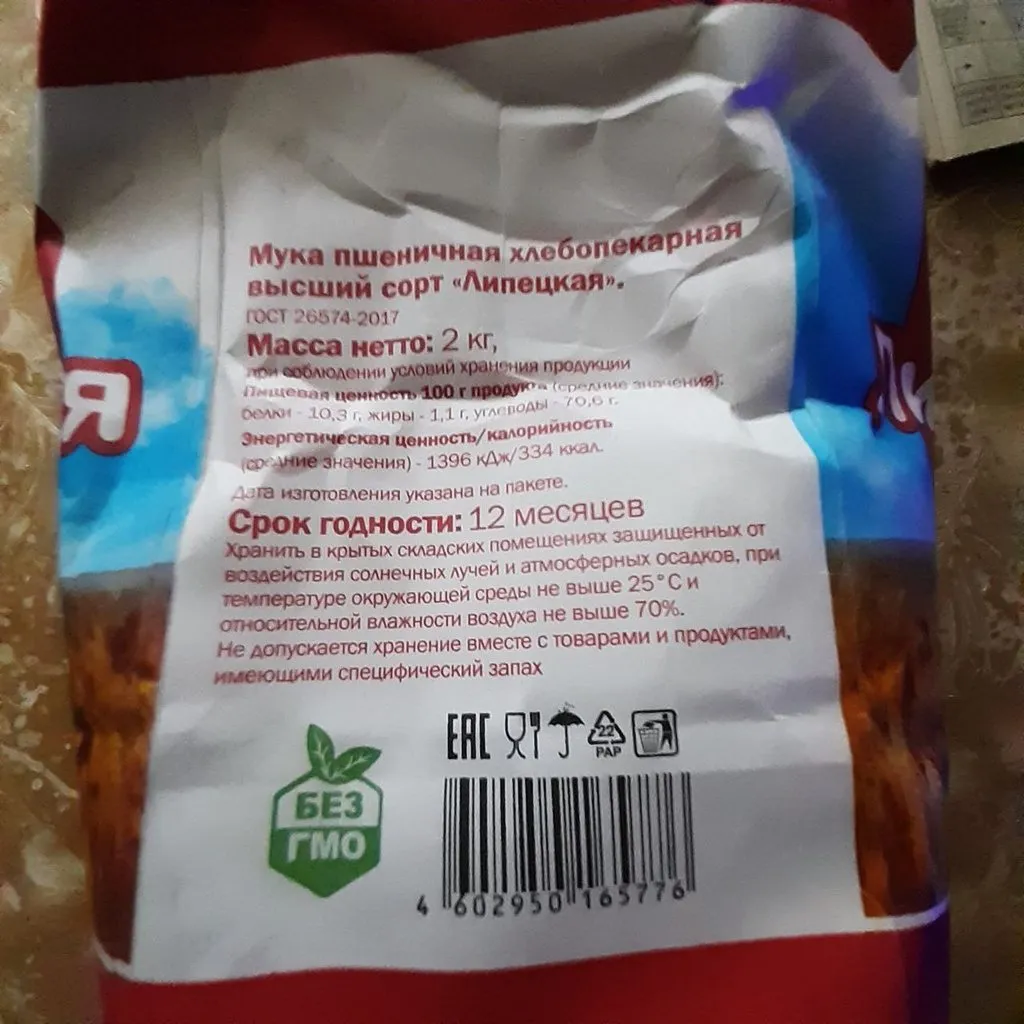 Мука пшеничная хлебопекарная
высший сорт «Липецкая».
ГОСТ 26574-2017
Масса нетто: 2 кг,
при соблюдении условий хранения продукции
Пищевая ценность 100 г продукта (средние значения):
белки - 10,3 г, жиры - 1,1 г, углеводы - 70,6 г.
Энергетическая ценность/калорийность
(средние значения) - 1396 кДж/334 ккал.
Дата изготовления указана на пакете.
Срок годности: 12 месяцев
Хранить в крытых складских помещениях защищенных от
воздействия солнечных лучей и атмосферных осадков, при
температуре окружающей среды не выше 25°C и
относительной влажности воздуха не выше 70%.
Не допускается хранение вместе с товарами и продуктами,
имеющими специфический запах
EAC
22
PAP
БЕЗ
ГМО
4 602950 165776
Я
Ли